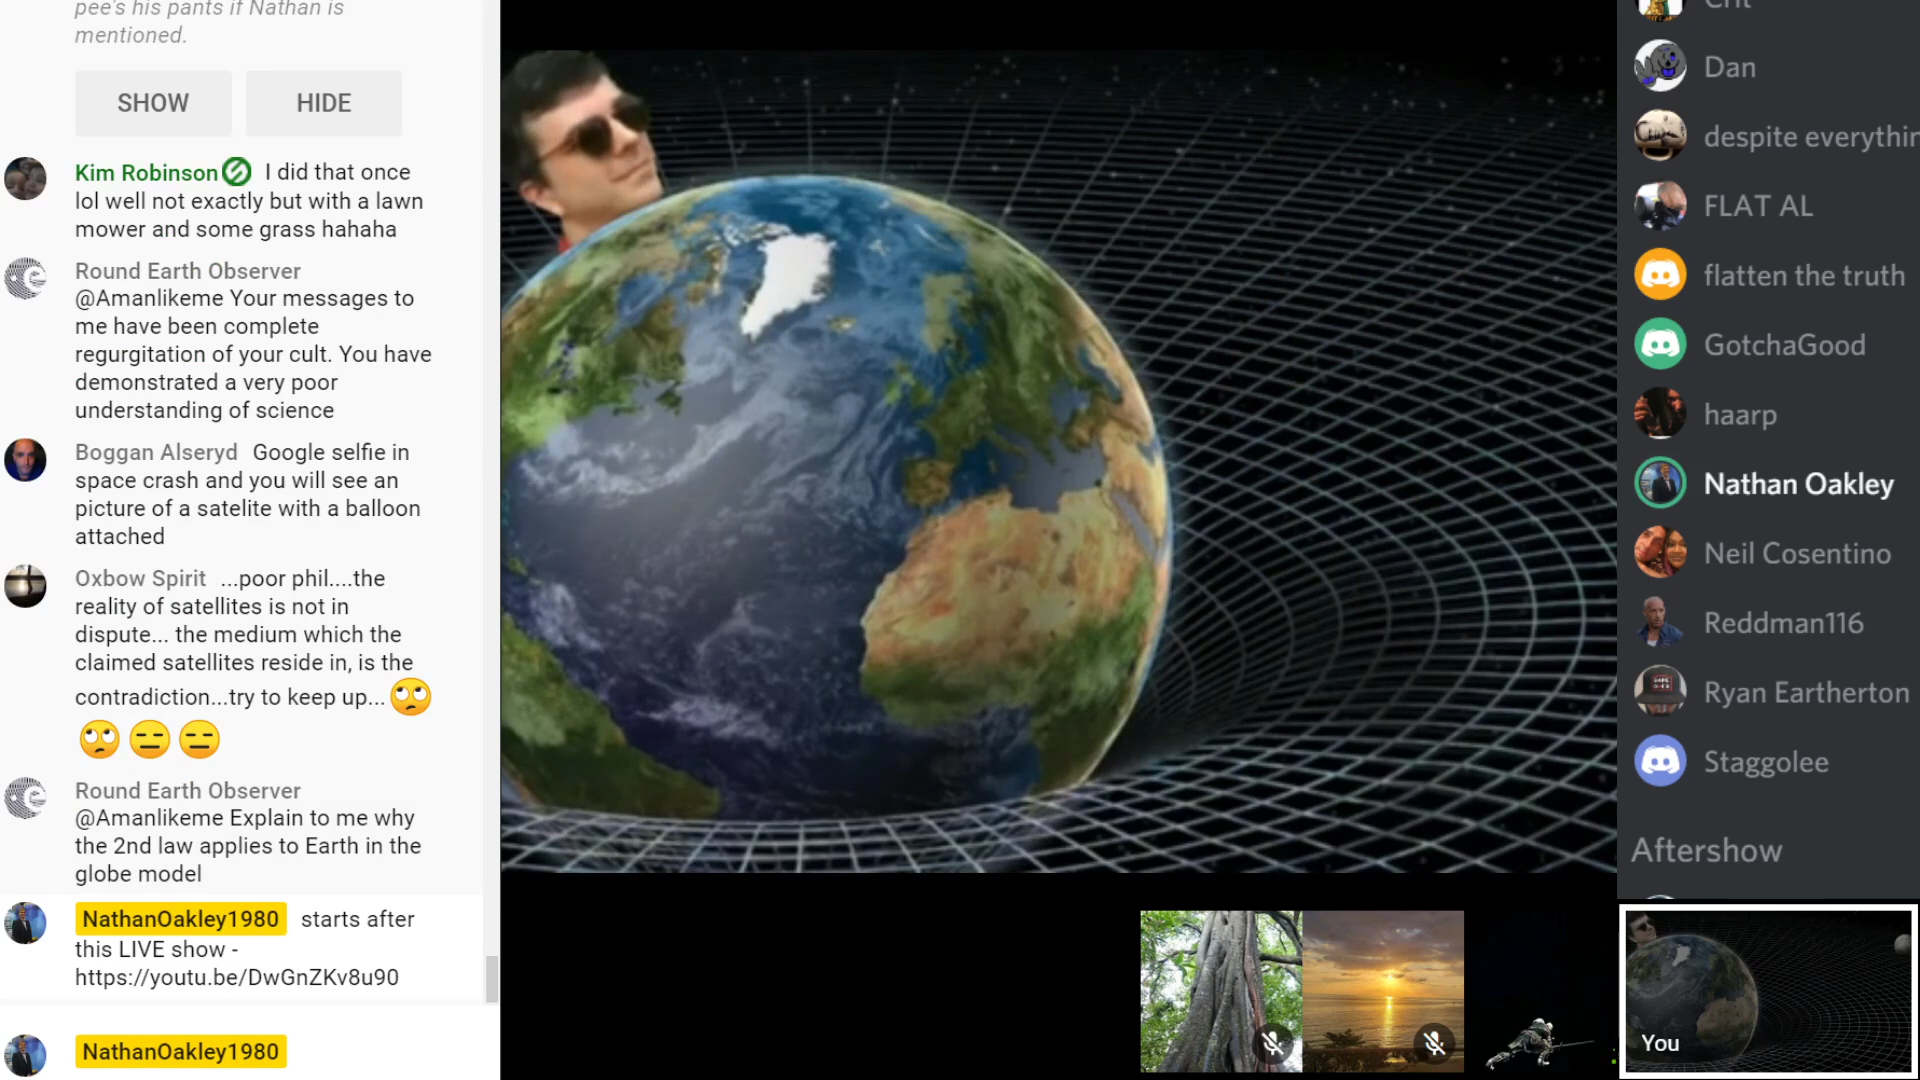 pee's his pants if Nathan is
mentioned.
SHOW
HIDE
Kim Robinson I did that once
lol well not exactly but with a lawn
mower and some grass hahaha
Round Earth Observer
@Amanlikeme Your messages to
me have been complete
regurgitation of your cult. You have
demonstrated a very poor
understanding of science
Boggan Alseryd Google selfie in
space crash and you will see an
picture of a satelite with a balloon
attached
Oxbow Spirit ...poor phil....the
reality of satellites is not in
dispute... the medium which the
claimed satellites reside in, is the
contradiction...try to keep up...
Round Earth Observer
@Amanlikeme Explain to me why
the 2nd law applies to Earth in the
globe model
NathanOakley1980 starts after
this LIVE show -
https://youtu.be/DwGnZKv8u90
NathanOakley1980
Dan
despite everythin
FLAT AL
flatten the truth
GotchaGood
haarp
Nathan Oakley
Neil Cosentino
Reddman116
Ryan Eartherton
Staggolee
Aftershow
You